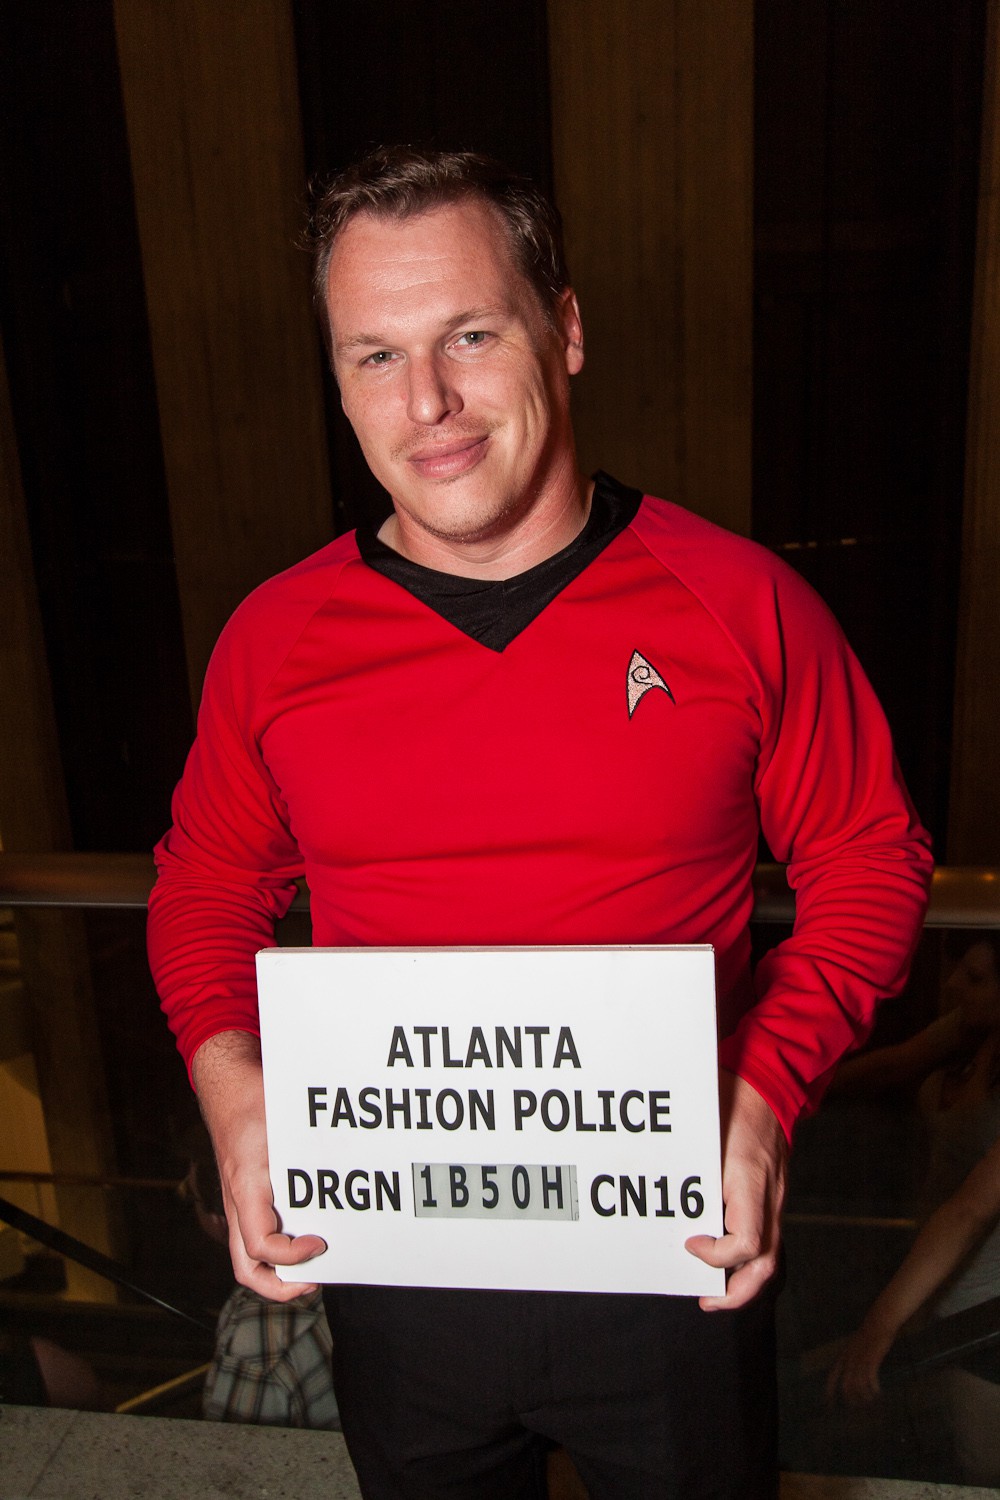 ATLANTA
FASHION POLICE
DRGN 1B50H CN16